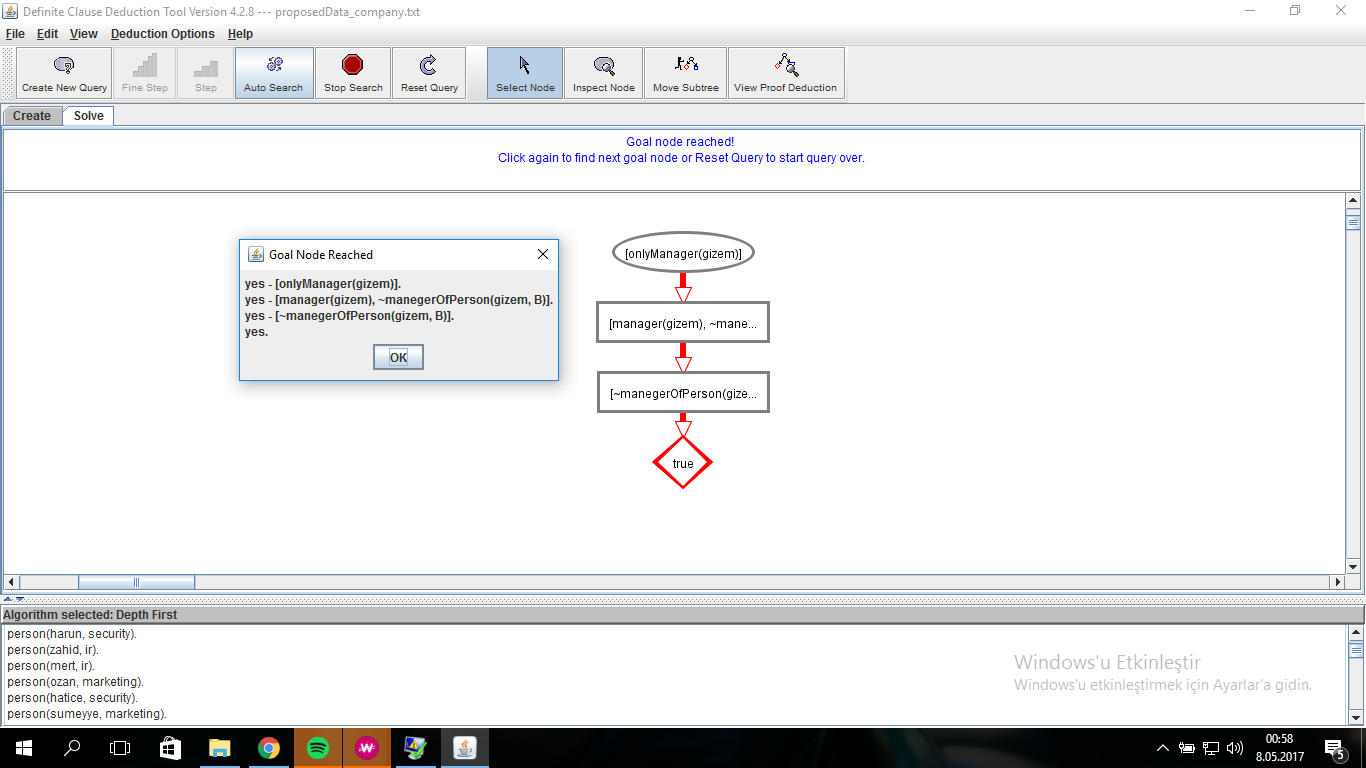 Definite Clause Deduction Tool Version 4.2.8 --- proposedData_company.txt
File Edit View Deduction Options Help
Create New Query Fine Step Step Auto Search Stop Search Reset Query Select Node Inspect Node Move Subtree View Proof Deduction
Create Solve
Goal node reached!
Click again to find next goal node or Reset Query to start query over.
Goal Node Reached
yes - [onlyManager(gizem)].
yes - [manager(gizem), ~manegerOfPerson(gizem, B)].
yes - [~manegerOfPerson(gizem, B)].
yes.
OK
[onlyManager(gizem)]
[manager(gizem), ~mane...
[~manegerOfPerson(gize...
true
Algorithm selected: Depth First
person(harun, security).
person(zahid, ir).
person(mert, ir).
person(ozan, marketing).
person(hatice, security).
person(sumeyye, marketing).
Windows'u Etkinleştir
Windows'u etkinleştirmek için Ayarlar'a gidin.
00:58
8.05.2017
5